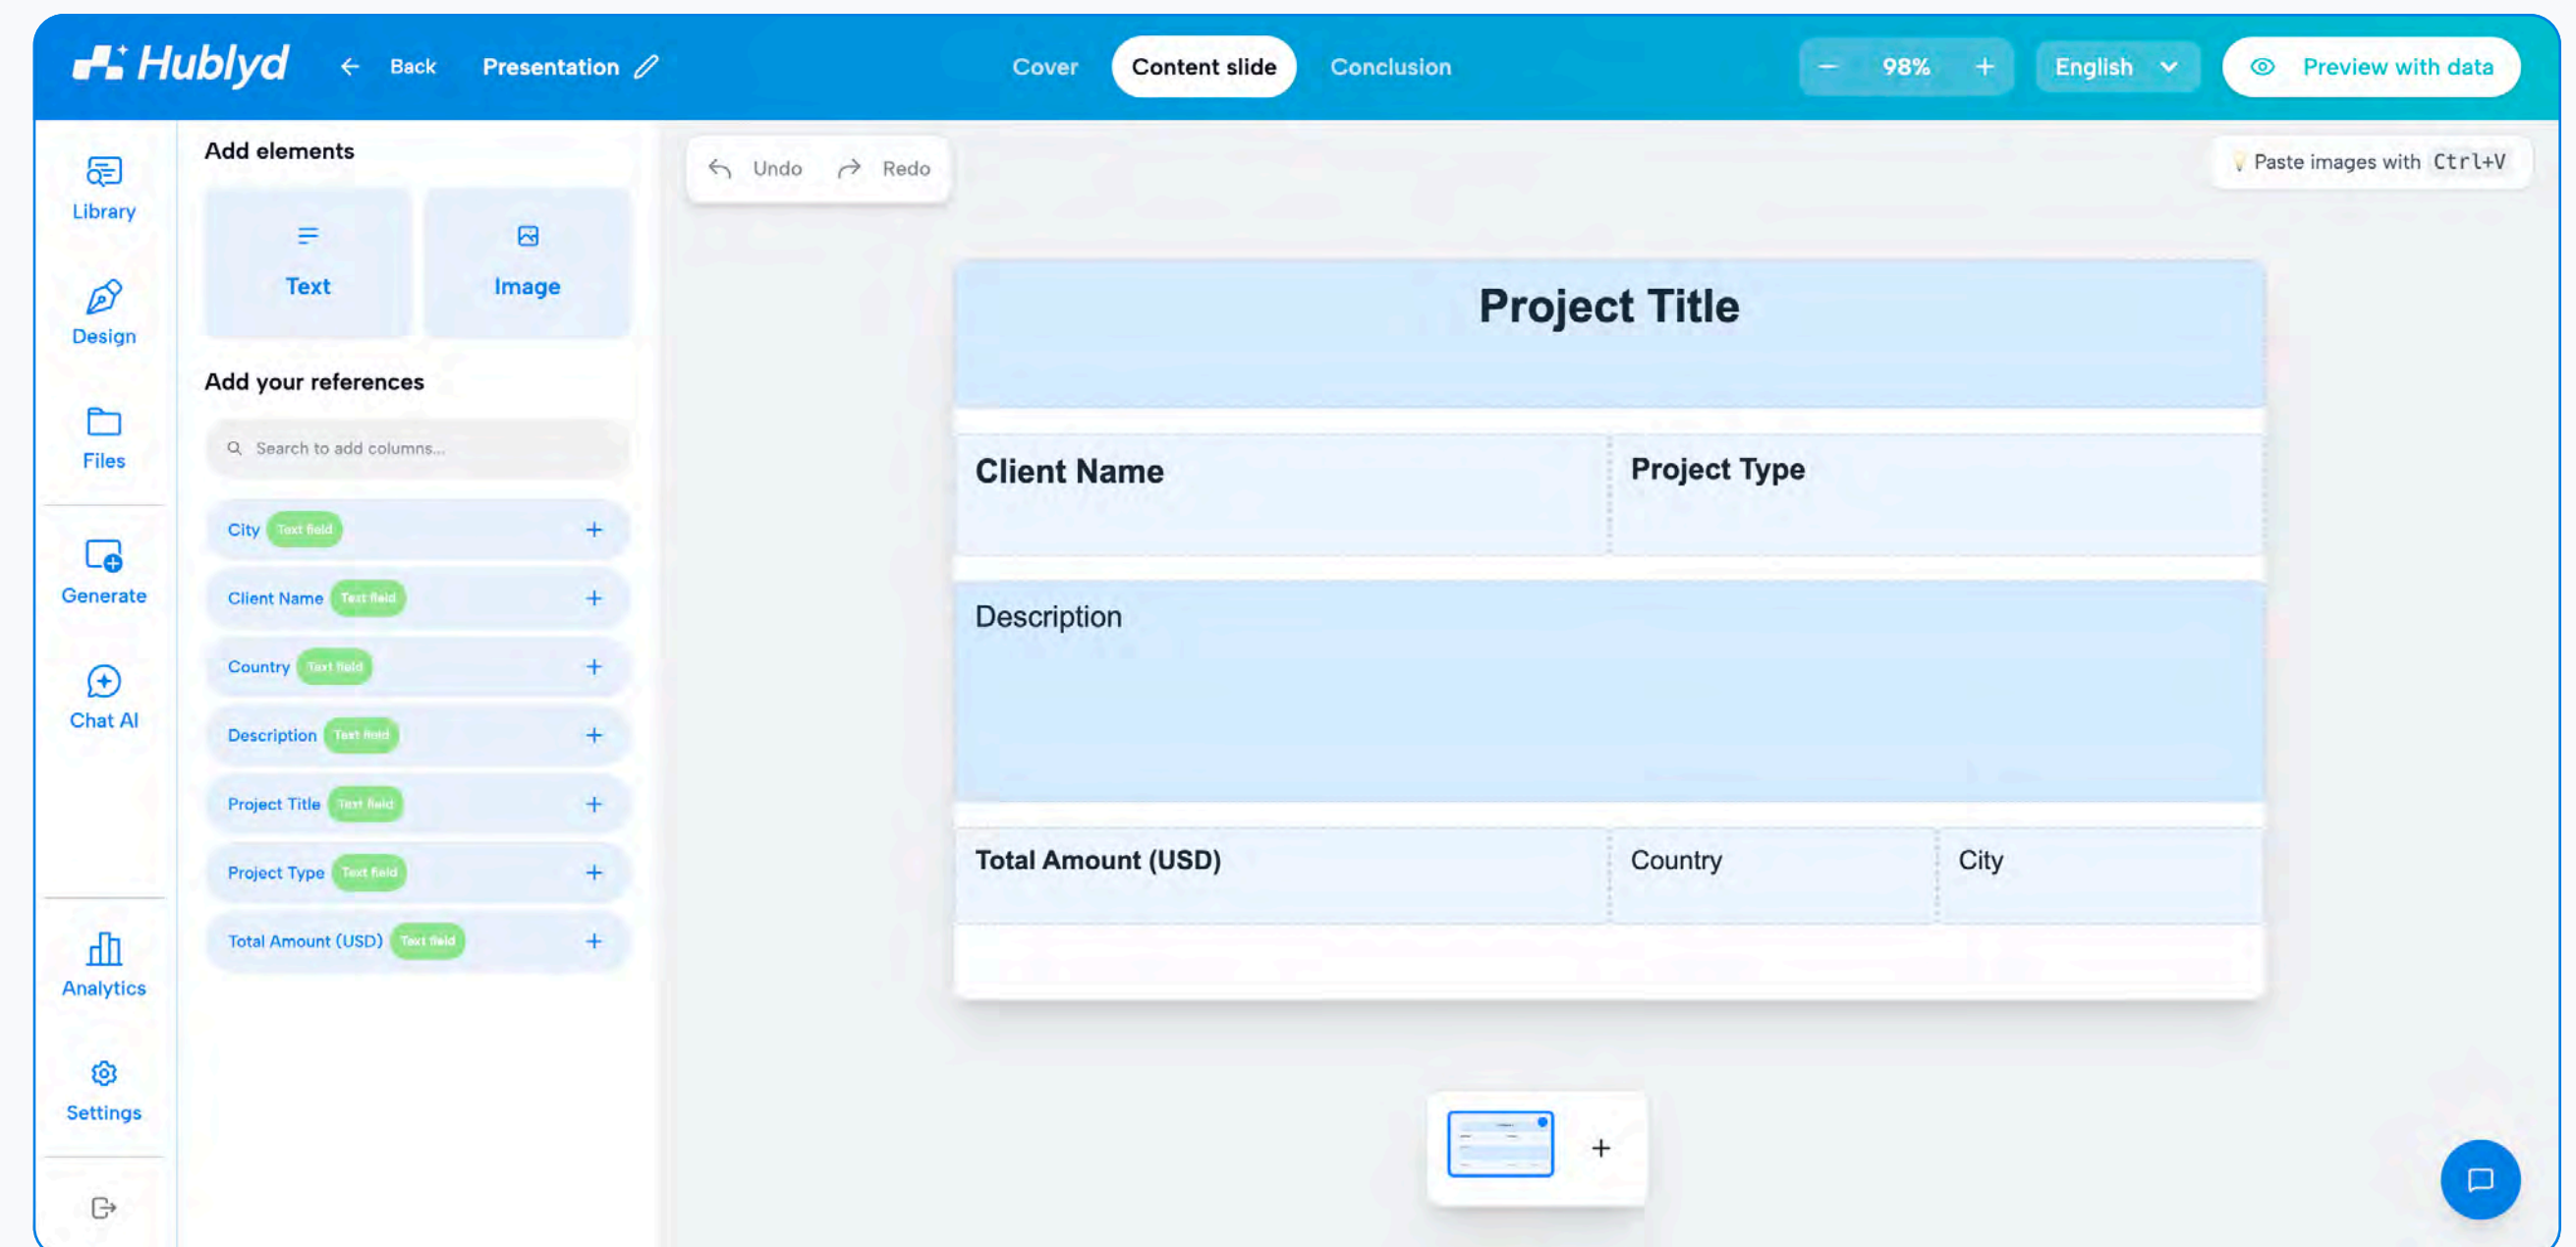 Hublyd
Back
Presentation
Cover
Content slide
Conclusion
98%
English
Preview with data
Library
Design
Files
Generate
Chat AI
Analytics
Settings
Add elements
Text
Image
Add your references
Search to add columns...
City Text field
Client Name Text field
Country Text field
Description Text field
Project Title Text field
Project Type Text field
Total Amount (USD) Text field
Undo
Redo
Paste images with Ctrl+V
Project Title
Client Name
Project Type
Description
Total Amount (USD)
Country
City